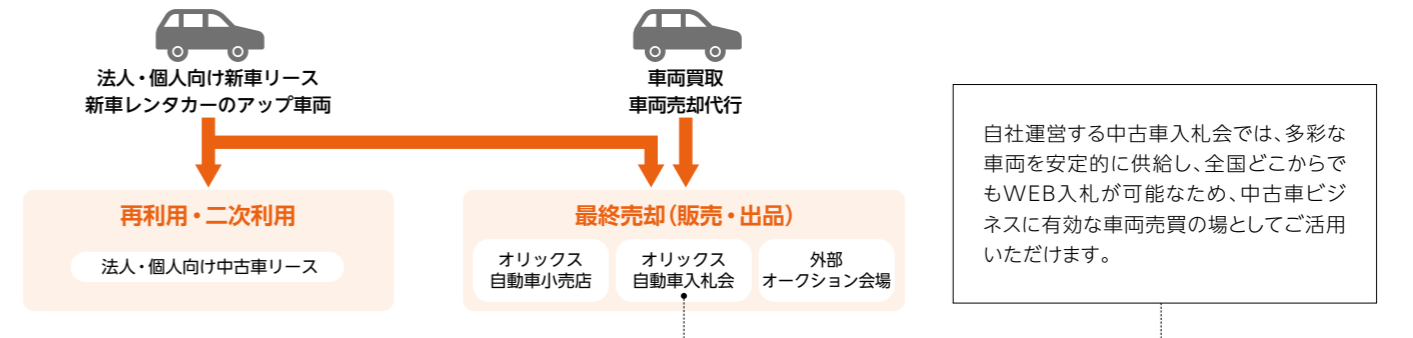 法人・個人向け新車リース
新車レンタカーのアップ車両
車両買取
車両売却代行
再利用・二次利用
法人・個人向け中古車リース
最終売却（販売・出品）
オリックス
自動車小売店
オリックス
自動車入札会
外部
オークション会場
自社運営する中古車入札会では、多彩な
車両を安定的に供給し、全国どこからで
もWEB入札が可能なため、中古車ビジ
ネスに有効な車両売買の場としてご活用
いただけます。